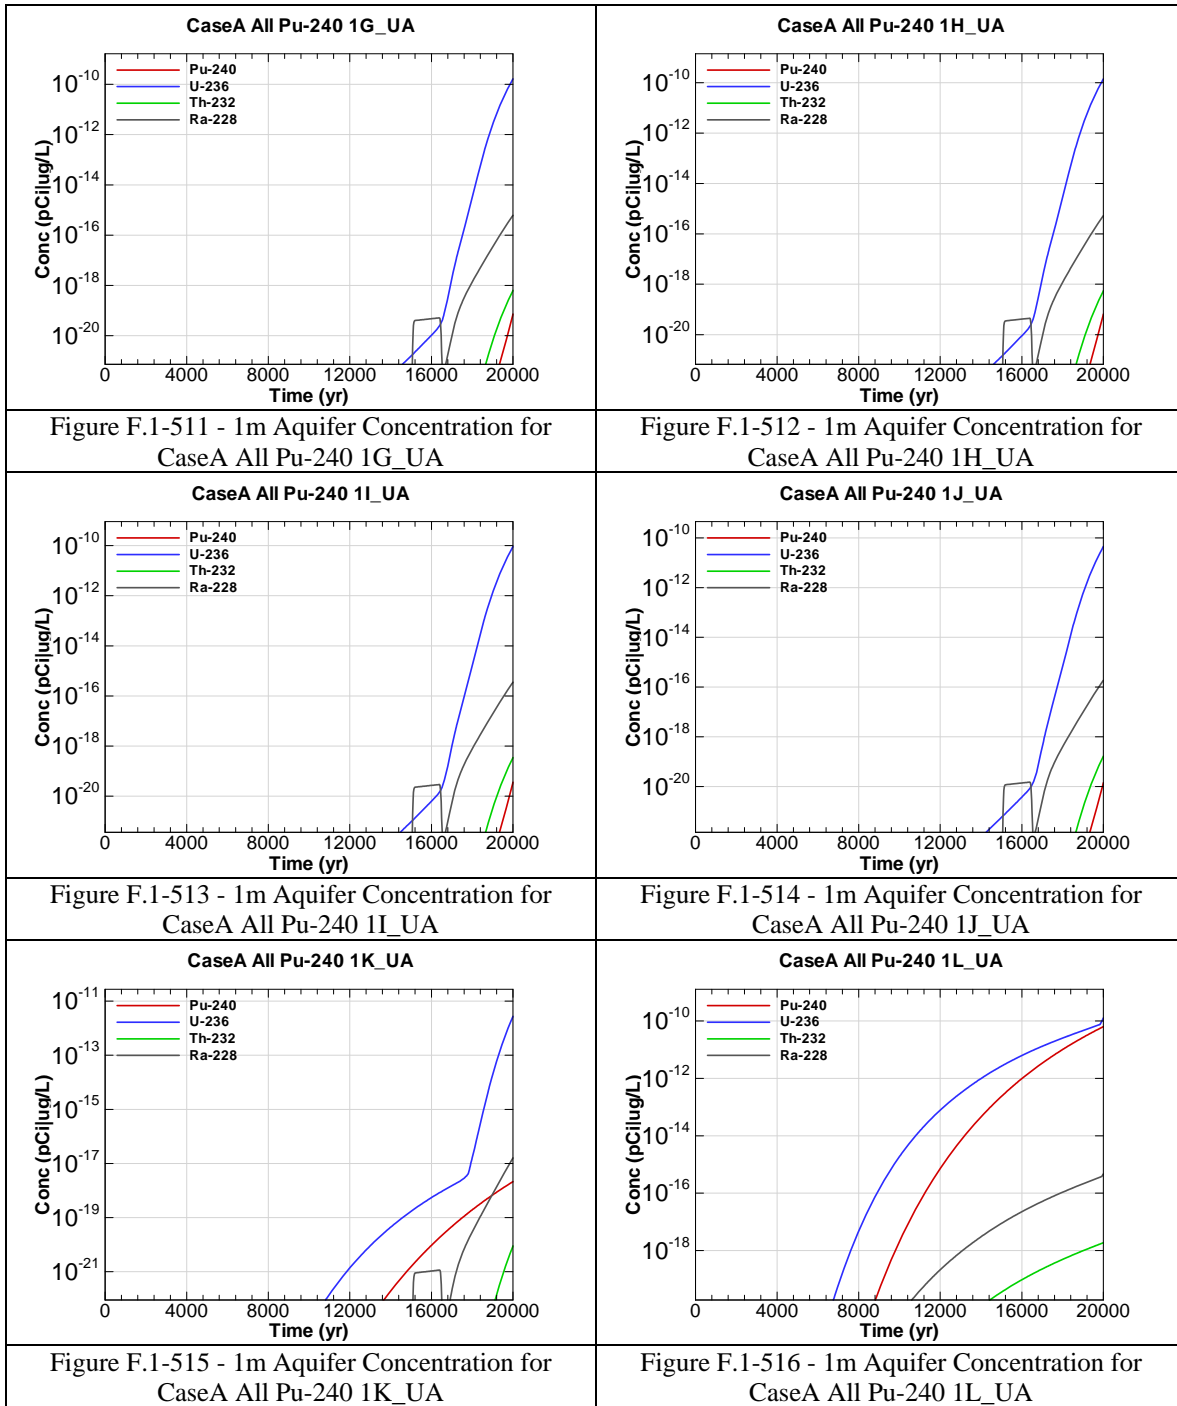 CaseA All Pu-240 1G_UA
Pu-240
U-236
Th-232
Ra-228
10-10
10-12
10-14
10-16
10-18
10-20
Conc (pCi|ug/L)
0 4000 8000 12000 16000 20000
Time (yr)
Figure F.1-511 - 1m Aquifer Concentration for
CaseA All Pu-240 1G_UA
CaseA All Pu-240 1H_UA
Pu-240
U-236
Th-232
Ra-228
10-10
10-12
10-14
10-16
10-18
10-20
Conc (pCi|ug/L)
0 4000 8000 12000 16000 20000
Time (yr)
Figure F.1-512 - 1m Aquifer Concentration for
CaseA All Pu-240 1H_UA
CaseA All Pu-240 1I_UA
Pu-240
U-236
Th-232
Ra-228
10-10
10-12
10-14
10-16
10-18
10-20
Conc (pCi|ug/L)
0 4000 8000 12000 16000 20000
Time (yr)
Figure F.1-513 - 1m Aquifer Concentration for
CaseA All Pu-240 1I_UA
CaseA All Pu-240 1J_UA
Pu-240
U-236
Th-232
Ra-228
10-10
10-12
10-14
10-16
10-18
10-20
Conc (pCi|ug/L)
0 4000 8000 12000 16000 20000
Time (yr)
Figure F.1-514 - 1m Aquifer Concentration for
CaseA All Pu-240 1J_UA
CaseA All Pu-240 1K_UA
Pu-240
U-236
Th-232
Ra-228
10-11
10-13
10-15
10-17
10-19
10-21
Conc (pCi|ug/L)
0 4000 8000 12000 16000 20000
Time (yr)
Figure F.1-515 - 1m Aquifer Concentration for
CaseA All Pu-240 1K_UA
CaseA All Pu-240 1L_UA
Pu-240
U-236
Th-232
Ra-228
10-10
10-12
10-14
10-16
10-18
Conc (pCi|ug/L)
0 4000 8000 12000 16000 20000
Time (yr)
Figure F.1-516 - 1m Aquifer Concentration for
CaseA All Pu-240 1L_UA